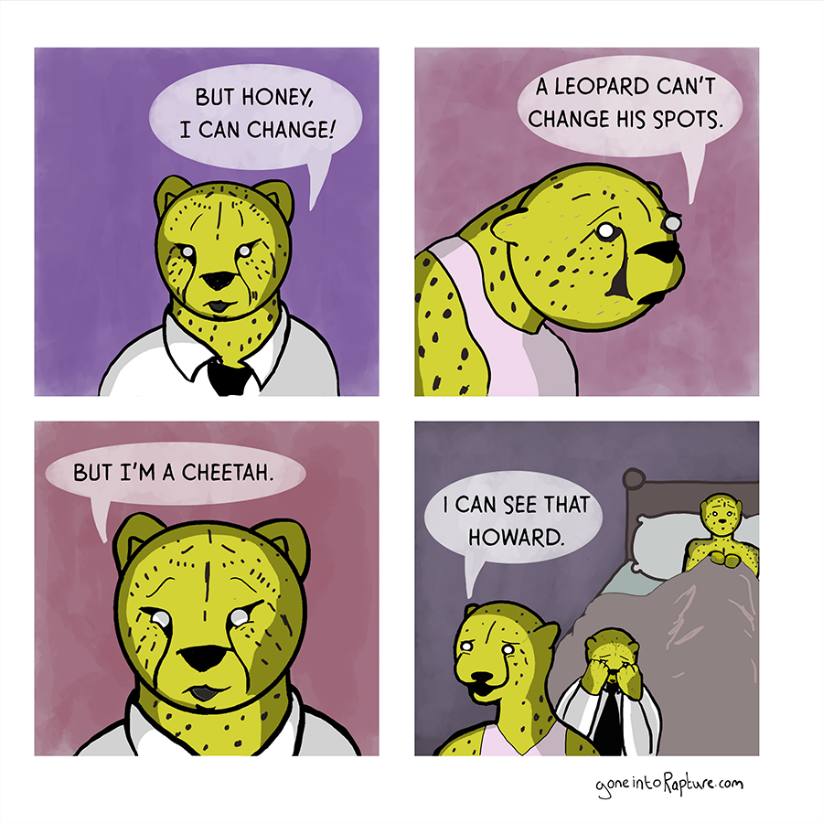 BUT HONEY,
I CAN CHANGE!
A LEOPARD CAN'T
CHANGE HIS SPOTS.
BUT I'M A CHEETAH.
I CAN SEE THAT
HOWARD.
goneintoRapture.com